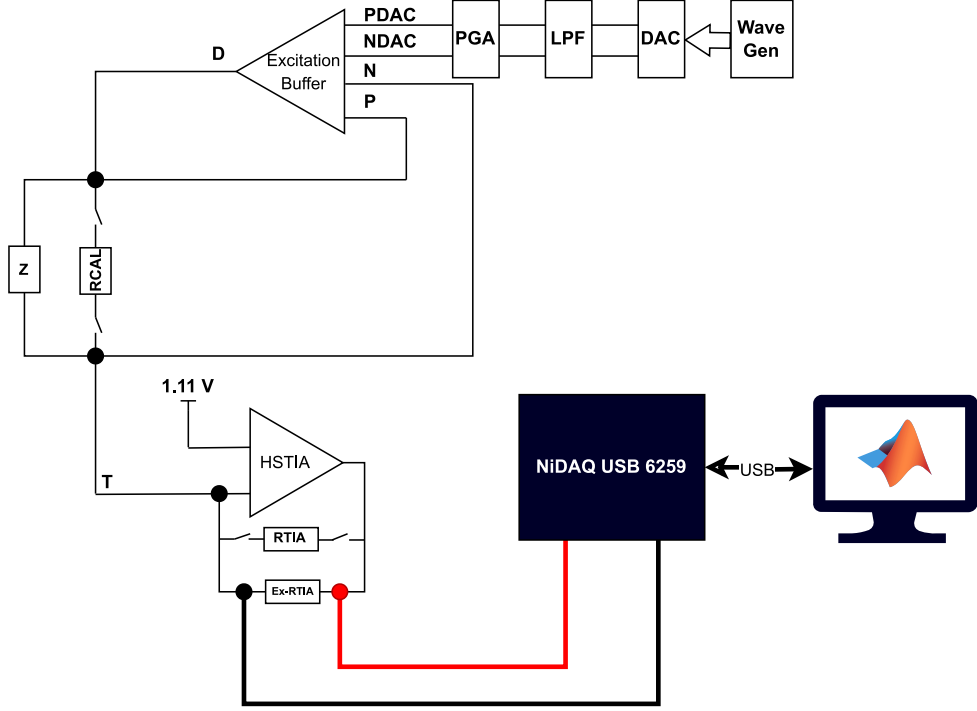 PDAC
NDAC
N
P
D
Excitation
Buffer
PGA
LPF
DAC
Wave
Gen
Z
RCAL
1.11 V
HSTIA
T
RTIA
Ex-RTIA
NiDAQ USB 6259
USB